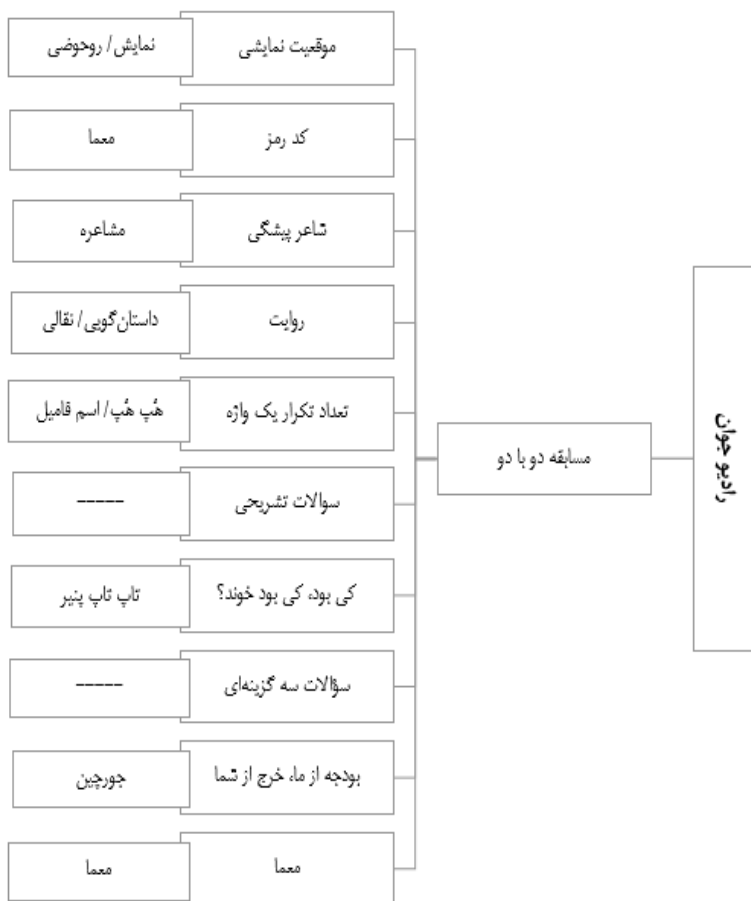 رادیو جوان
مسابقه دو با دو
موقعیت نمایشی
نمایش/ روحوضی
کد رمز
معما
شاعر پیشگی
مشاعره
روایت
داستان‌گویی/ نقالی
تعداد تکرار یک واژه
هُپ هُپ/ اسم فامیل
سوالات تشریحی
-----
کی بود، کی بود خوند؟
تاپ تاپ پنیر
سؤالات سه گزینه‌ای
-----
بودجه از ما، خرج از شما
جورچین
معما
معما